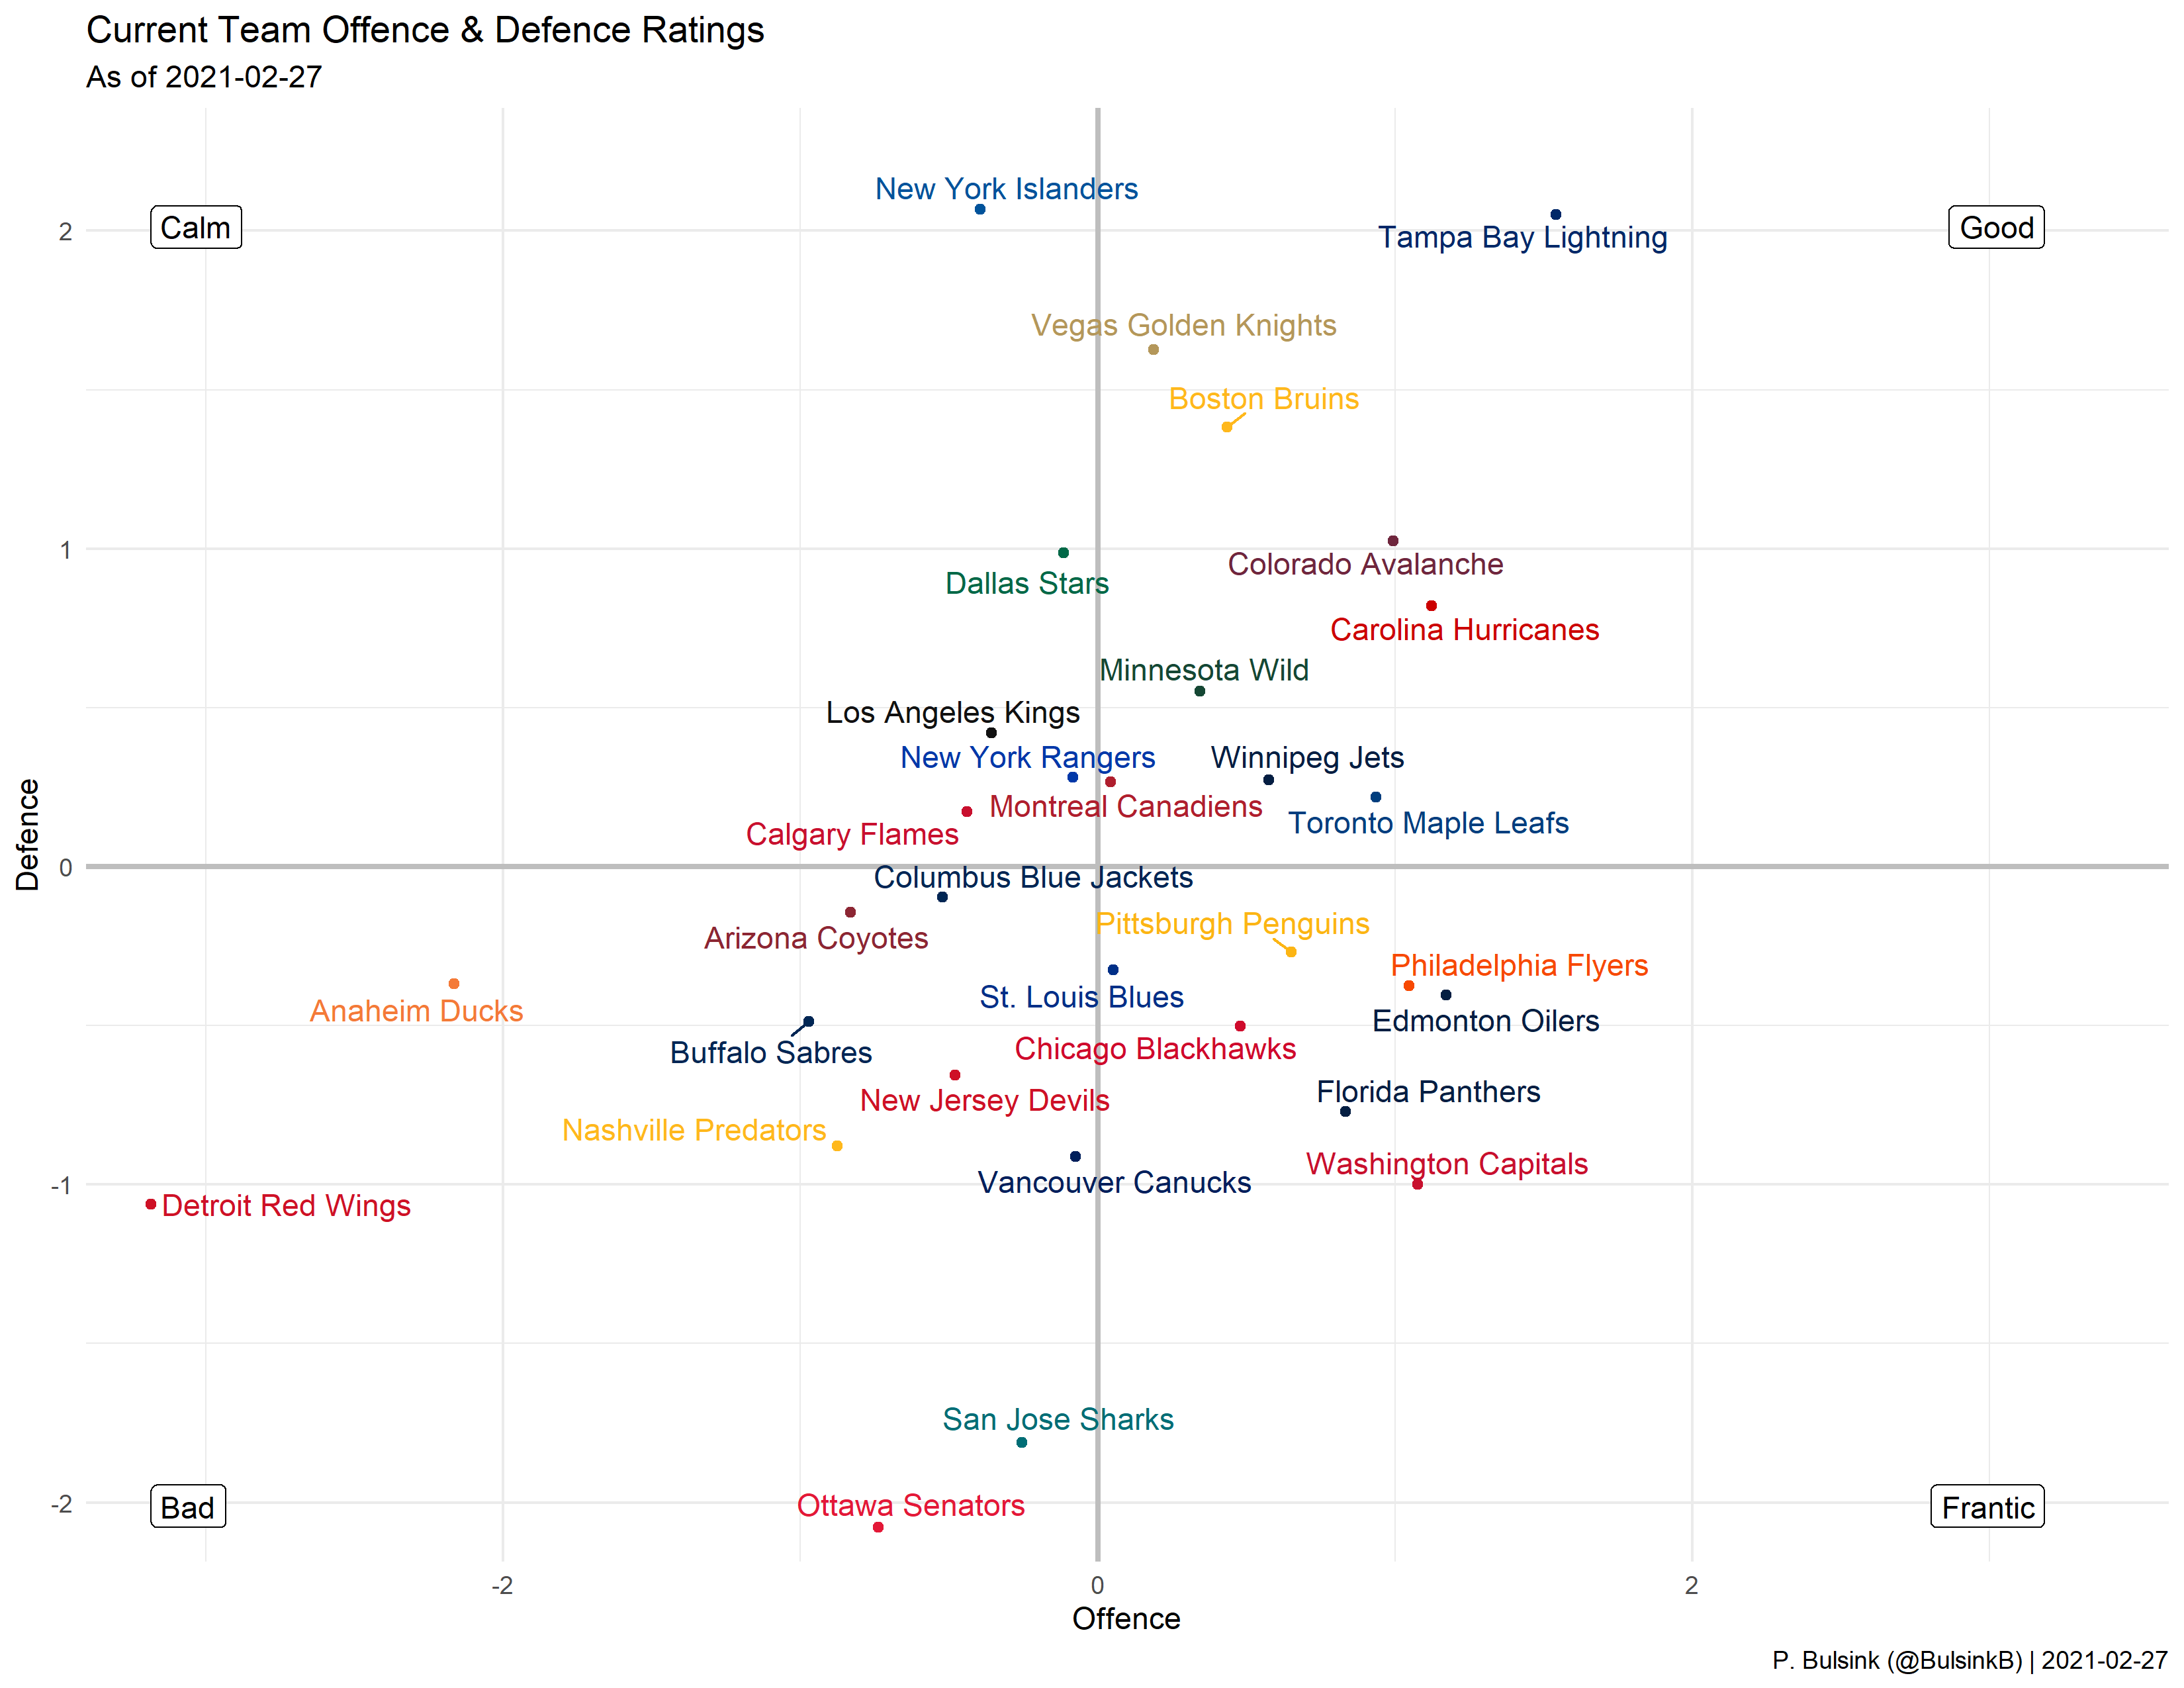 Current Team Offence & Defence Ratings
As of 2021-02-27
New York Islanders
2
Calm
Good
Tampa Bay Lightning
Vegas Golden Knights
Boston Bruins
1
Colorado Avalanche
Dallas Stars
Carolina Hurricanes
Minnesota Wild
Los Angeles Kings
New York Rangers
Winnipeg Jets
Montreal Canadiens
Toronto Maple Leafs
Calgary Flames
Defence
0
Columbus Blue Jackets
Pittsburgh Penguins
Arizona Coyotes
Philadelphia Flyers
St. Louis Blues
Anaheim Ducks
Edmonton Oilers
Buffalo Sabres
Chicago Blackhawks
Florida Panthers
New Jersey Devils
Nashville Predators
Washington Capitals
Vancouver Canucks
-1
Detroit Red Wings
San Jose Sharks
Ottawa Senators
-2
Bad
Frantic
-2
0
2
Offence
P. Bulsink (@BulsinkB) | 2021-02-27